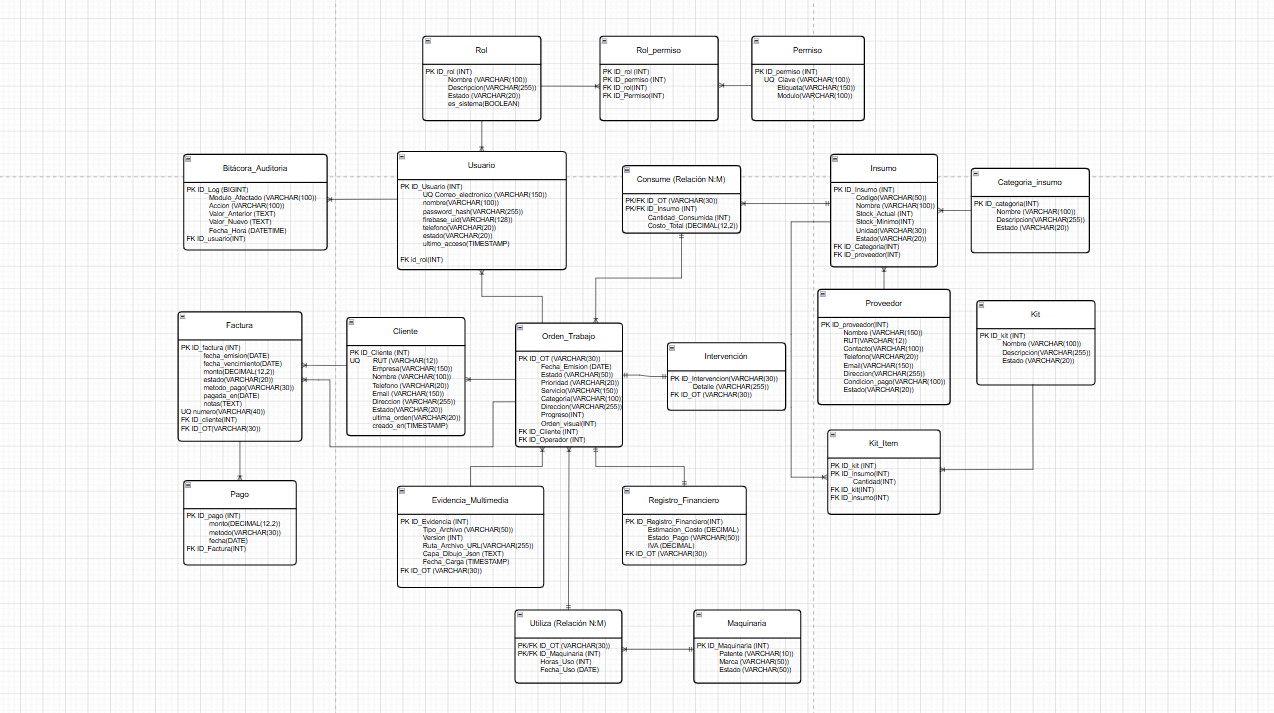 Rol
PK ID_rol (INT)
Nombre (VARCHAR(100))
Descripcion(VARCHAR(255))
Estado (VARCHAR(20))
es_sistema(BOOLEAN)
Rol_permiso
PK ID_rol (INT)
PK ID_permiso (INT)
FK ID_rol(INT)
FK ID_Permiso(INT)
Permiso
PK ID_permiso (INT)
UQ Clave (VARCHAR(100))
Etiqueta(VARCHAR(150))
Modulo(VARCHAR(100))
Bitácora_Auditoria
PK ID_Log (BIGINT)
Modulo_Afectado (VARCHAR(100))
Accion (VARCHAR(100))
Valor_Anterior (TEXT)
Valor_Nuevo (TEXT)
Fecha_Hora (DATETIME)
FK ID_usuario(INT)
Usuario
PK ID_Usuario (INT)
UQ Correo_electronico (VARCHAR(150))
nombre(VARCHAR(100)
password_hash(VARCHAR(255)
firebase_uid(VARCHAR(128))
telefono(VARCHAR(20))
estado(VARCHAR(20))
ultimo_acceso(TIMESTAMP)
FK id_rol(INT)
Consume (Relación N:M)
PK/FK ID_OT (VARCHAR(30))
PK/FK ID_Insumo (INT)
Cantidad_Consumida (INT)
Costo_Total (DECIMAL(12,2))
Insumo
PK ID_Insumo (INT)
Codigo(VARCHAR(50))
Nombre (VARCHAR(100))
Stock_Actual (INT)
Stock_Minimo(INT)
Unidad(VARCHAR(30)
Estado(VARCHAR(20))
FK ID_Categoria(INT)
FK ID_proveedor(INT)
Categoria_insumo
PK ID_categoria(INT)
Nombre (VARCHAR(100))
Descripcion(VARCHAR(255))
Estado (VARCHAR(20))
Factura
PK ID_factura (INT)
fecha_emision(DATE)
fecha_vencimiento(DATE)
monto(DECIMAL(12,2))
estado(VARCHAR(20))
metodo_pago(VARCHAR(30))
pagada_en(DATE)
notas(TEXT)
UQ numero(VARCHAR(40))
FK ID_cliente(INT)
FK ID_OT(VARCHAR(30))
Cliente
PK ID_Cliente (INT)
UQ RUT (VARCHAR(12))
Empresa(VARCHAR(150))
Nombre (VARCHAR(100))
Telefono (VARCHAR(20))
Email (VARCHAR(150))
Direccion (VARCHAR(255))
Estado(VARCHAR(20))
ultima_orden(VARCHAR(20))
creado_en(TIMESTAMP)
Orden_Trabajo
PK ID_OT (VARCHAR(30))
Fecha_Emision (DATE)
Estado (VARCHAR(50))
Prioridad (VARCHAR(20))
Servicio(VARCHAR(150))
Categoria(VARCHAR(100)
Direccion(VARCHAR(255))
Progreso(INT)
Orden_visual(INT)
FK ID_Cliente (INT)
FK ID_Operador (INT)
Intervención
PK ID_Intervencion(VARCHAR(30))
Detalle (VARCHAR(255))
FK ID_OT (VARCHAR(30))
Proveedor
PK ID_proveedor(INT)
Nombre (VARCHAR(150))
RUT(VARCHAR(12))
Contacto(VARCHAR(100))
Telefono(VARCHAR(20))
Email(VARCHAR(150))
Direccion(VARCHAR(255))
Condicion_pago(VARCHAR(100))
Estado(VARCHAR(20))
Kit
PK ID_kit (INT)
Nombre (VARCHAR(100))
Descripcion(VARCHAR(255)
Estado (VARCHAR(20))
Kit_Item
PK ID_kit (INT)
PK ID_insumo(INT)
Cantidad(INT)
FK ID_kit(INT)
FK ID_insumo(INT)
Pago
PK ID_pago (INT)
monto(DECIMAL(12,2))
metodo(VARCHAR(30))
fecha(DATE)
FK ID_Factura(INT)
Evidencia_Multimedia
PK ID_Evidencia (INT)
Tipo_Archivo (VARCHAR(50))
Version (INT)
Ruta_Archivo_URL(VARCHAR(255))
Capa_Dibujo_Json (TEXT)
Fecha_Carga (TIMESTAMP)
FK ID_OT (VARCHAR(30))
Registro_Financiero
PK ID_Registro_Financiero(INT)
Estimacion_Costo (DECIMAL)
Estado_Pago (VARCHAR(50))
IVA (DECIMAL)
FK ID_OT (VARCHAR(30))
Utiliza (Relación N:M)
PK/FK ID_OT (VARCHAR(30))
PK/FK ID_Maquinaria (INT)
Horas_Uso (INT)
Fecha_Uso (DATE)
Maquinaria
PK ID_Maquinaria (INT)
Patente (VARCHAR(10))
Marca (VARCHAR(50))
Estado (VARCHAR(50))